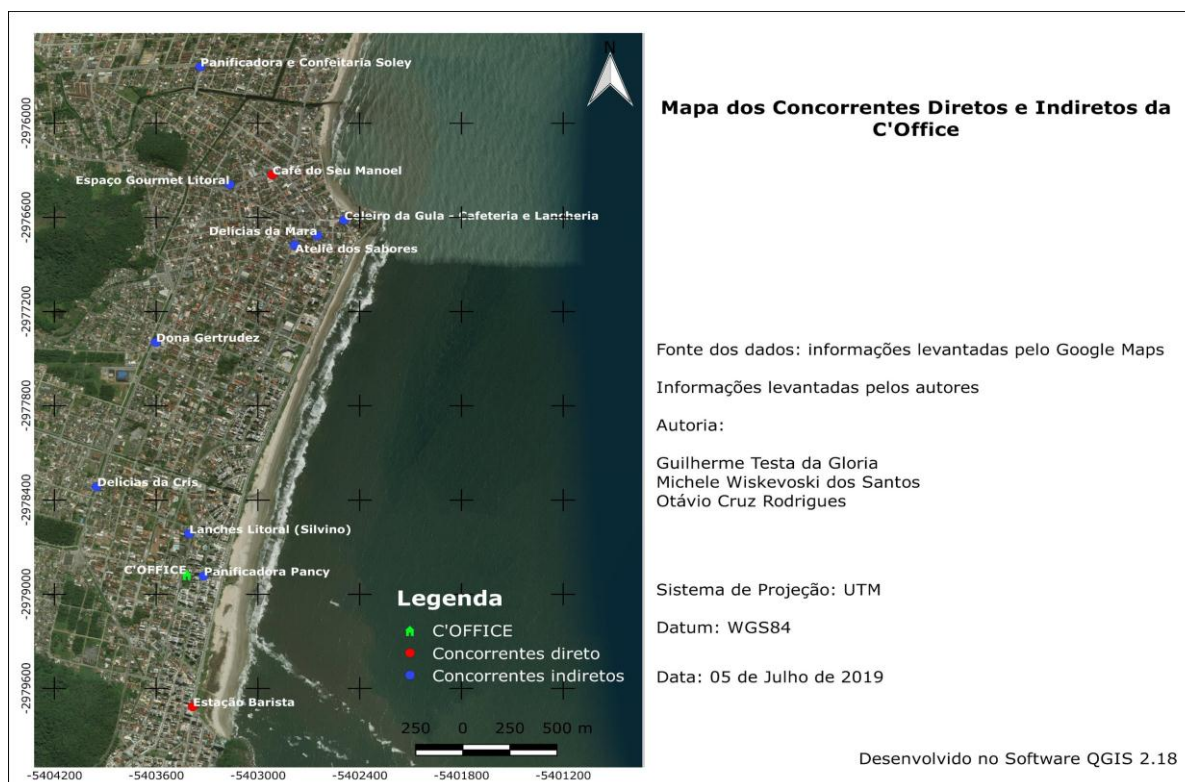 N
Panificadora e Confeitaria Soley
Café do Seu Manoel
Espaço Gourmet Litoral
Celeiro da Gula - Cafeteria e Lancheria
Delícias da Mara
Ateliê dos Sabores
Dona Gertrudez
Delícias da Cris
Lanches Litoral (Silvino)
C'OFFICE
Panificadora Pancy
Estação Barista
Legenda
C'OFFICE
Concorrentes direto
Concorrentes indiretos
250 0 250 500 m
-2976000
-2976600
-2977200
-2977800
-2978400
-2979000
-2979600
-5404200 -5403600 -5403000 -5402400 -5401800 -5401200
Mapa dos Concorrentes Diretos e Indiretos da
C'Office
Fonte dos dados: informações levantadas pelo Google Maps
Informações levantadas pelos autores
Autoria:
Guilherme Testa da Gloria
Michele Wiskevoski dos Santos
Otávio Cruz Rodrigues
Sistema de Projeção: UTM
Datum: WGS84
Data: 05 de Julho de 2019
Desenvolvido no Software QGIS 2.18